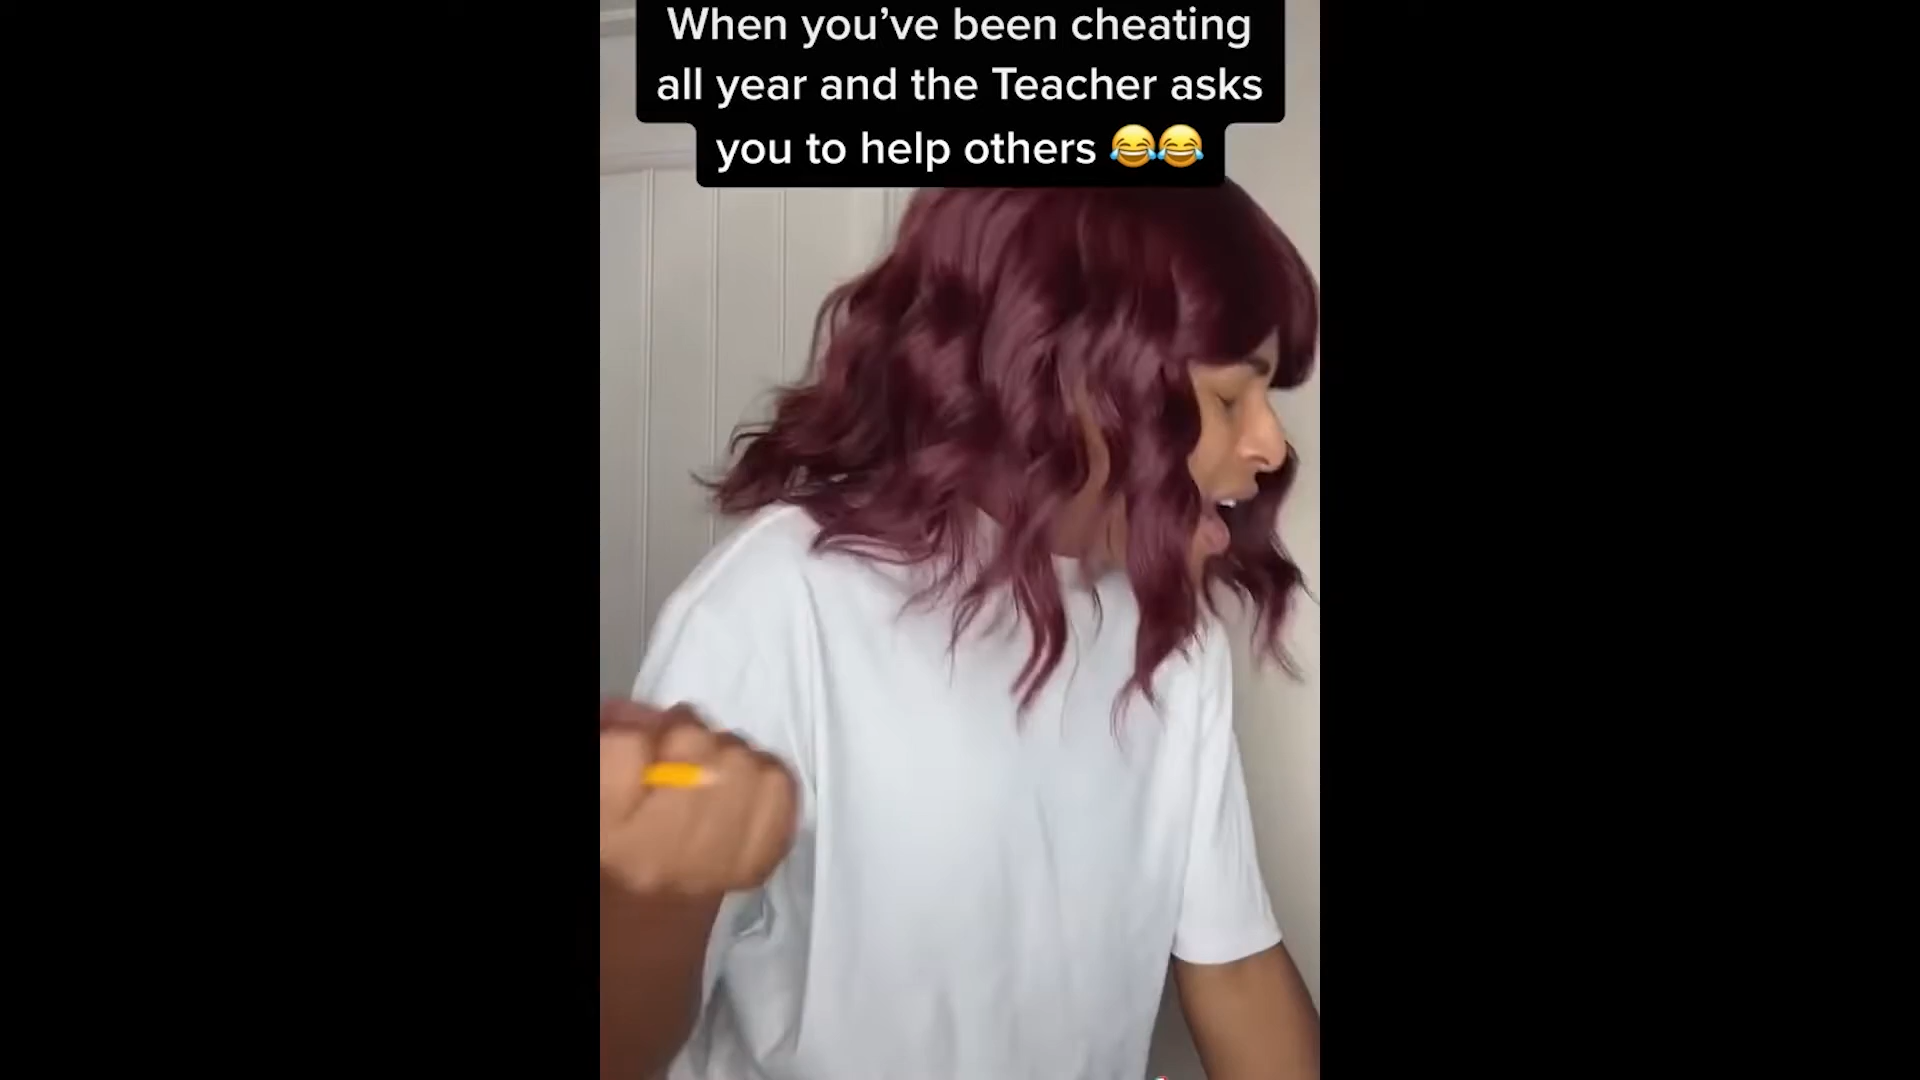 When you’ve been cheating
all year and the Teacher asks
you to help others 😂😂